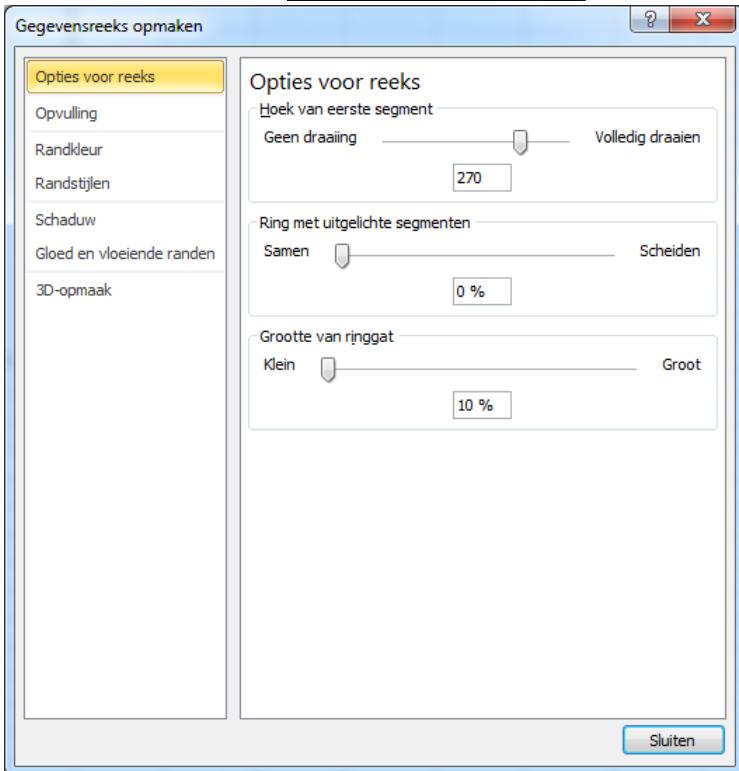 Gegevensreeks opmaken
Opties voor reeks
Opvulling
Randkleur
Randstijlen
Schaduw
Gloed en vloeiende randen
3D-opmaak
Opties voor reeks
Hoek van eerste segment
Geen draaiing Volledig draaien
270
Ring met uitgelichte segmenten
Samen Scheiden
0 %
Grootte van ringgat
Klein Groot
10 %
Sluiten